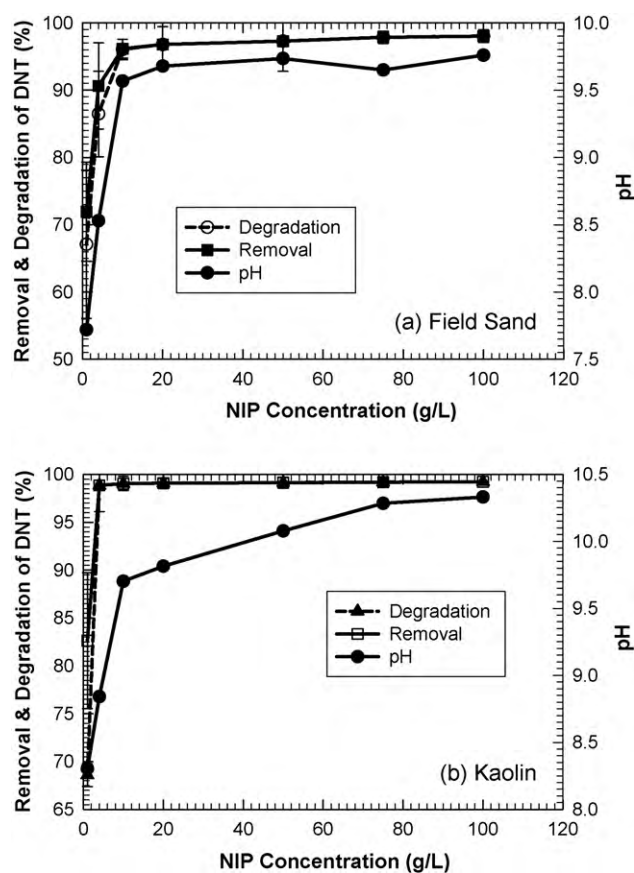 Removal & Degradation of DNT (%)
100
95
90
85
80
75
70
65
60
55
50
10.0
9.5
9.0
8.5
8.0
7.5
pH
Degradation
Removal
pH
(a) Field Sand
0 20 40 60 80 100 120
NIP Concentration (g/L)
Removal & Degradation of DNT (%)
100
95
90
85
80
75
70
65
10.5
10.0
9.5
9.0
8.5
8.0
pH
Degradation
Removal
pH
(b) Kaolin
0 20 40 60 80 100 120
NIP Concentration (g/L)